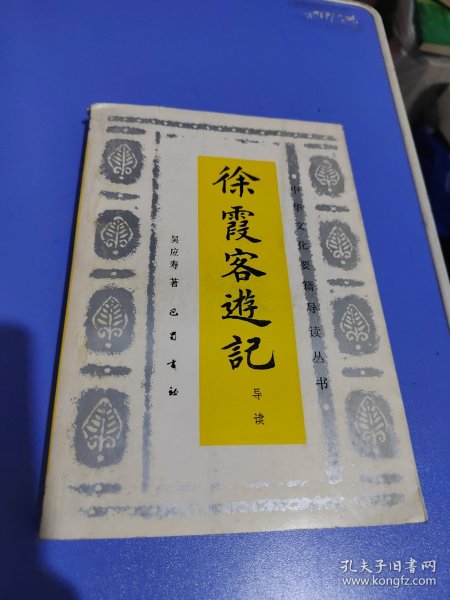 中华文化要籍导读丛书
徐霞客遊記
导读
吴应寿著
巴蜀书社
孔夫子旧书网
www.kongfz.com